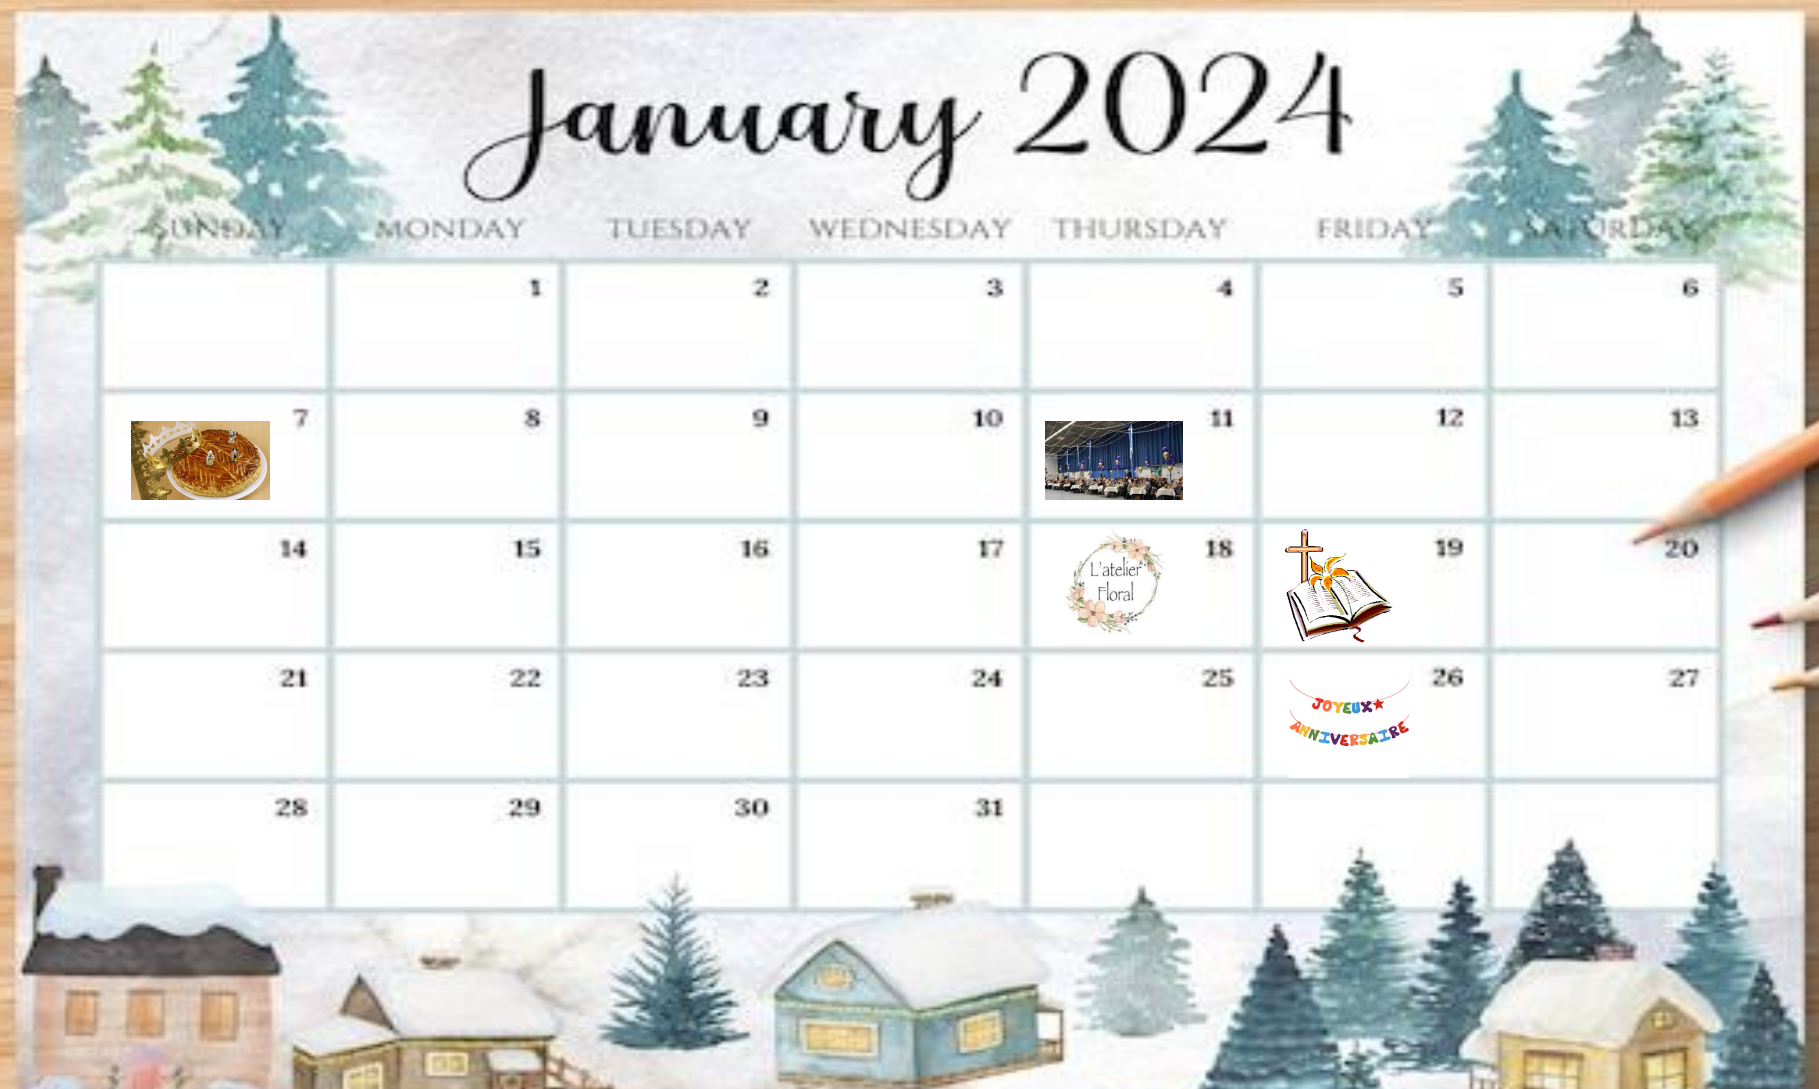 January 2024
SUNDAY MONDAY TUESDAY WEDNESDAY THURSDAY FRIDAY SATURDAY
1 2 3 4 5 6
7 8 9 10 11 12 13
14 15 16 17 18 19 20
L'atelier
Floral
21 22 23 24 25 26 27
JOYEUX
ANNIVERSAIRE
28 29 30 31